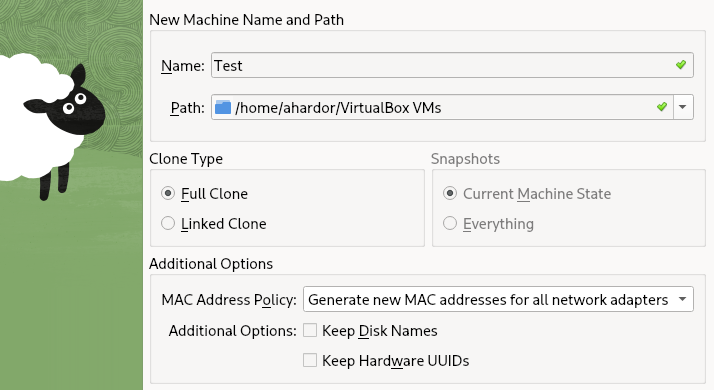 New Machine Name and Path
Name: Test
Path: /home/ahardor/VirtualBox VMs
Clone Type
Full Clone
Linked Clone
Snapshots
Current Machine State
Everything
Additional Options
MAC Address Policy: Generate new MAC addresses for all network adapters
Additional Options: Keep Disk Names
Keep Hardware UUIDs